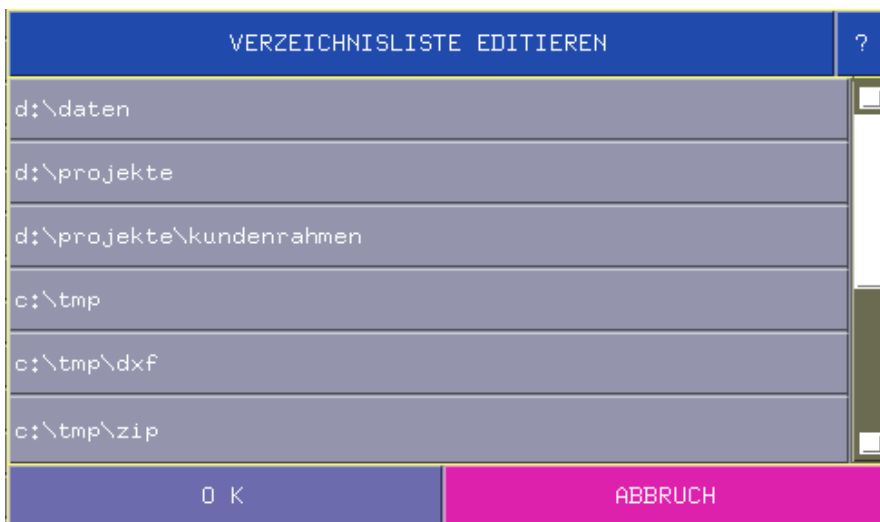 VERZEICHNISLISTE EDITIEREN ?
d:\daten
d:\projekte
d:\projekte\kundenrahmen
c:\tmp
c:\tmp\dxf
c:\tmp\zip
O K ABBRUCH